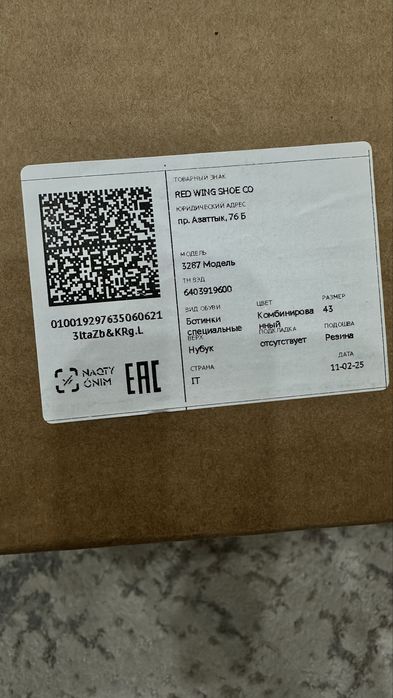 ТОВАРНЫЙ ЗНАК
RED WING SHOE CO
ЮРИДИЧЕСКИЙ АДРЕС
пр. Азаттык, 76 Б
МОДЕЛЬ
3267 Модель
ТН ВЭД
6403919600
ВИД ОБУВИ ЦВЕТ РАЗМЕР
Ботинки Комбинирова 43
специальные нный
ВЕРХ ПОДКЛАДКА ПОДОШВА
Нубук отсутствует Резина
СТРАНА ДАТА
IT 11-02-25
010019297635060621
3ltaZb&KRg.L
NAQTY
ÓNIM
EAC